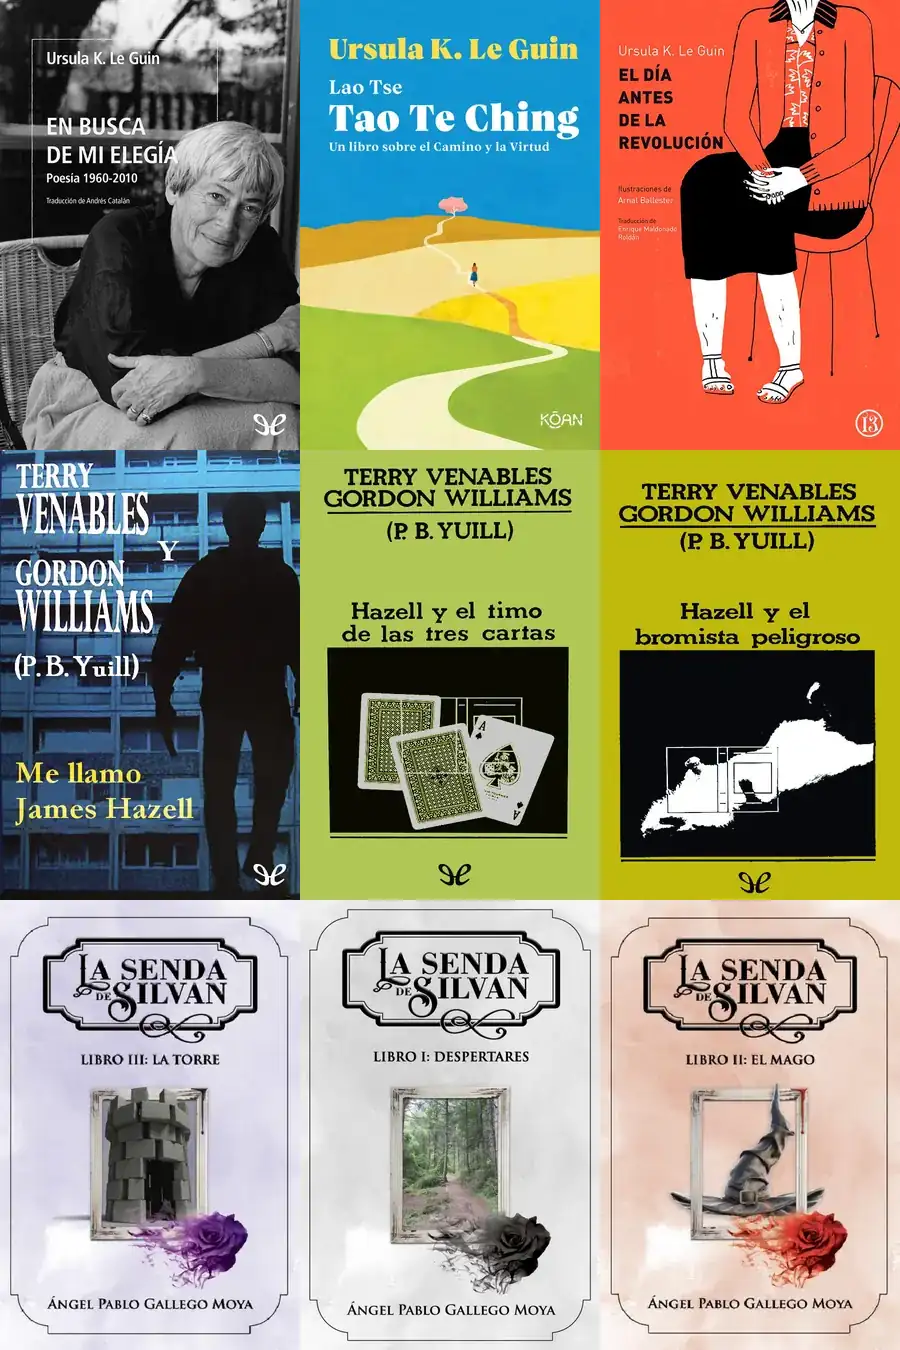 Ursula K. Le Guin
EN BUSCA
DE MI ELEGÍA
Poesía 1960-2010
Traducción de Andrés Catalán
Ursula K. Le Guin
Lao Tse
Tao Te Ching
Un libro sobre el Camino y la Virtud
KŌAN
Ursula K. Le Guin
EL DÍA
ANTES
DE LA
REVOLUCIÓN
Ilustraciones de
Arnal Ballester
Traducción de
Enrique Maldonado
Roldán
13
TERRY
VENABLES
Y
GORDON
WILLIAMS
(P. B. Yuill)
Me llamo
James Hazell
TERRY VENABLES
GORDON WILLIAMS
(P. B. YUILL)
Hazell y el timo
de las tres cartas
A
A
TERRY VENABLES
GORDON WILLIAMS
(P. B. YUILL)
Hazell y el
bromista peligroso
LA SENDA
DE SILVAN
LIBRO III: LA TORRE
ÁNGEL PABLO GALLEGO MOYA
LA SENDA
DE SILVAN
LIBRO I: DESPERTARES
ÁNGEL PABLO GALLEGO MOYA
LA SENDA
DE SILVAN
LIBRO II: EL MAGO
ÁNGEL PABLO GALLEGO MOYA